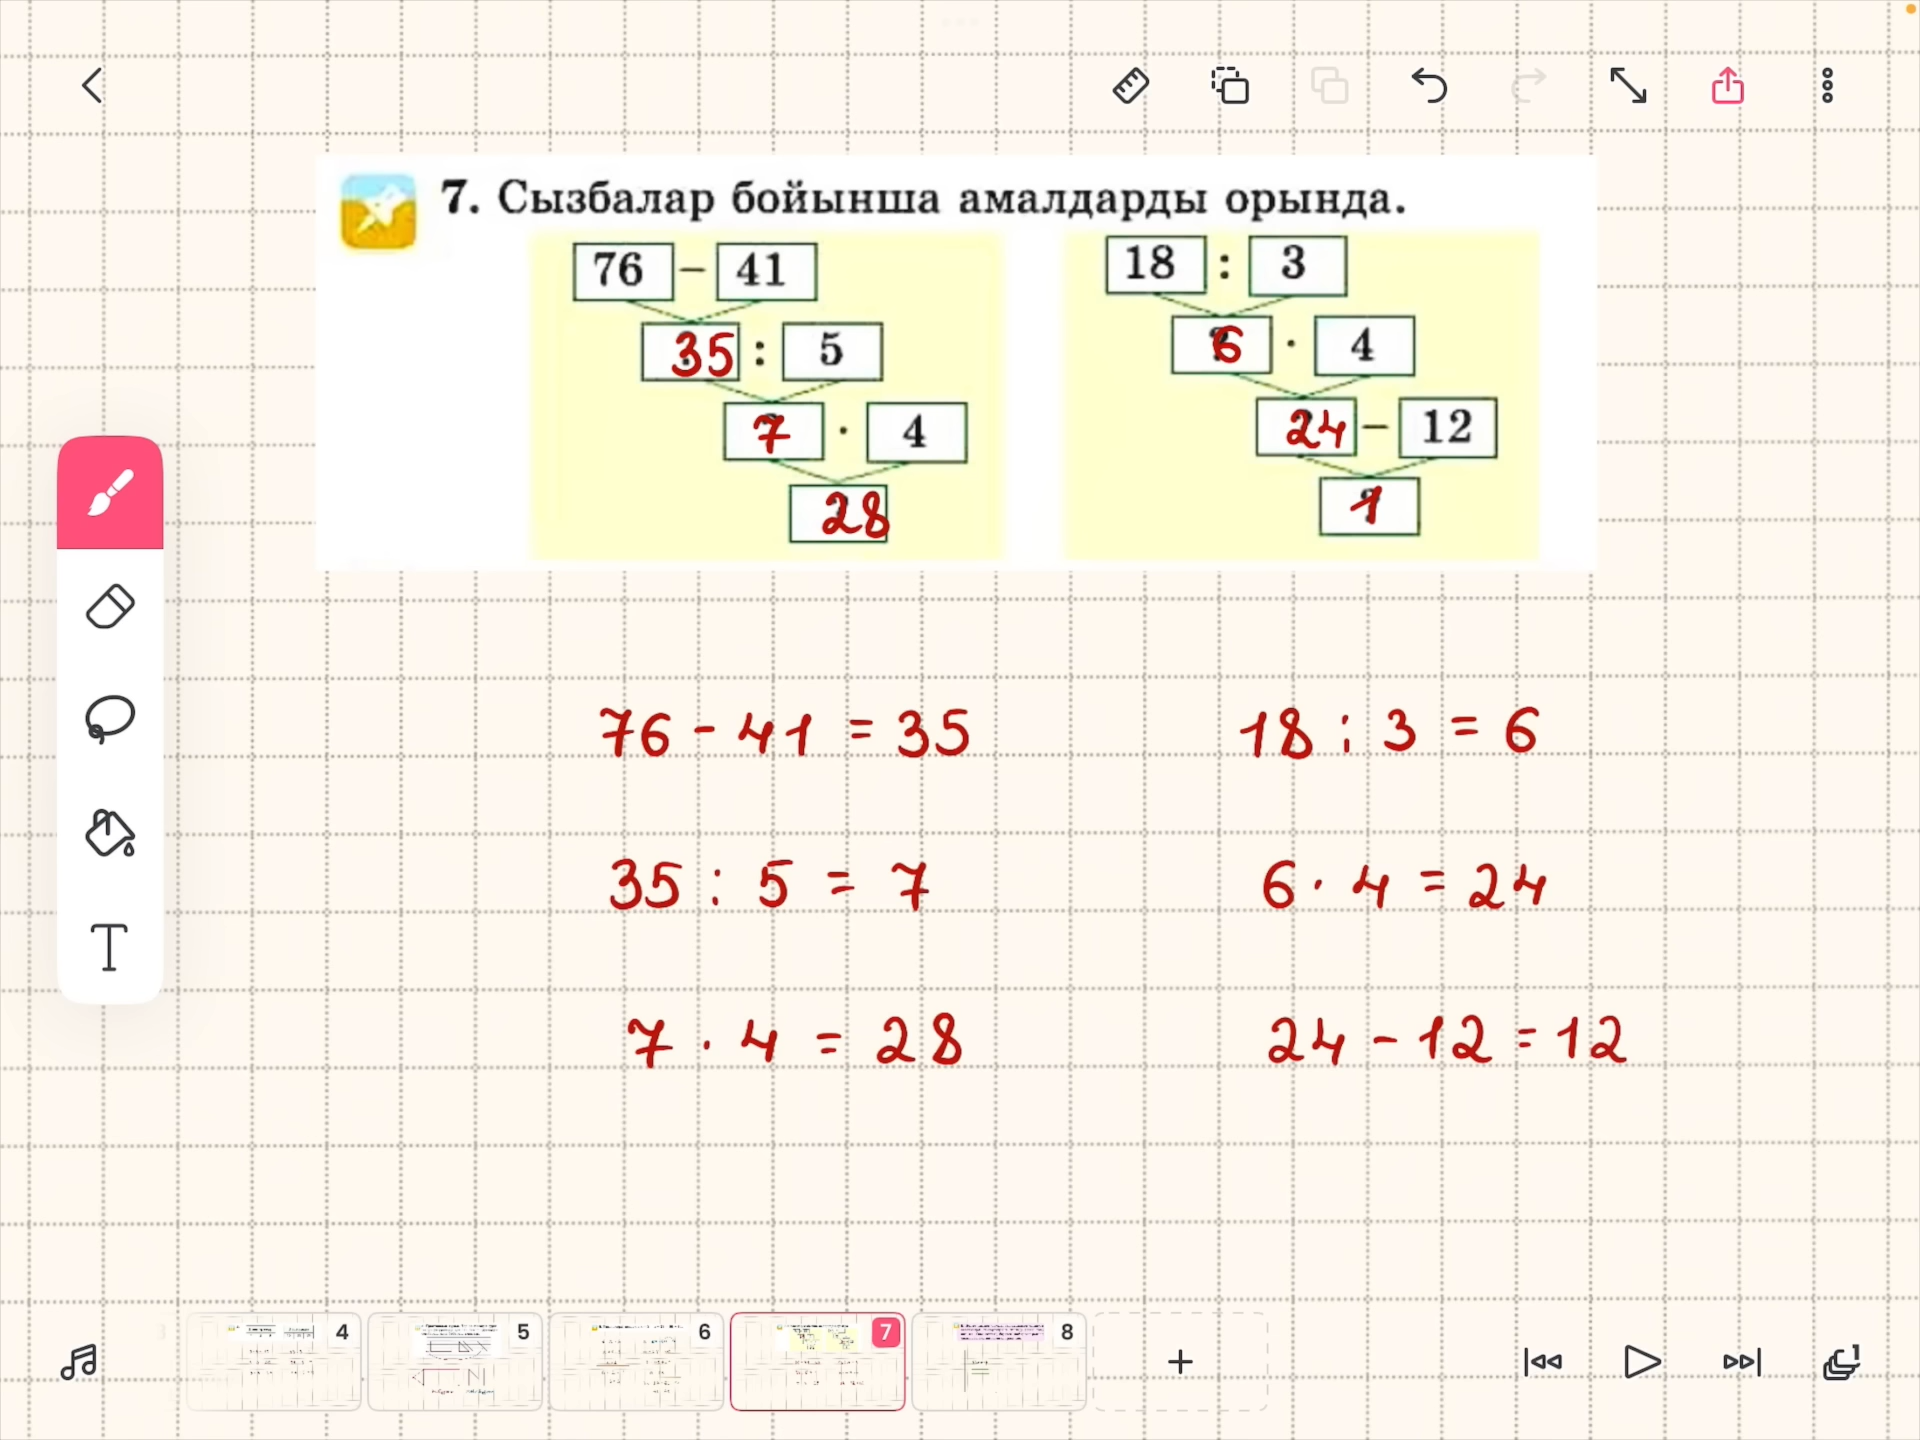 7. Сызбалар бойынша амалдарды орында.
76 – 41
35 : 5
7 · 4
28
18 : 3
6 · 4
24 – 12
1
76 - 41 = 35
35 : 5 = 7
7 · 4 = 28
18 : 3 = 6
6 · 4 = 24
24 - 12 = 12
T
4
5
6
7
8